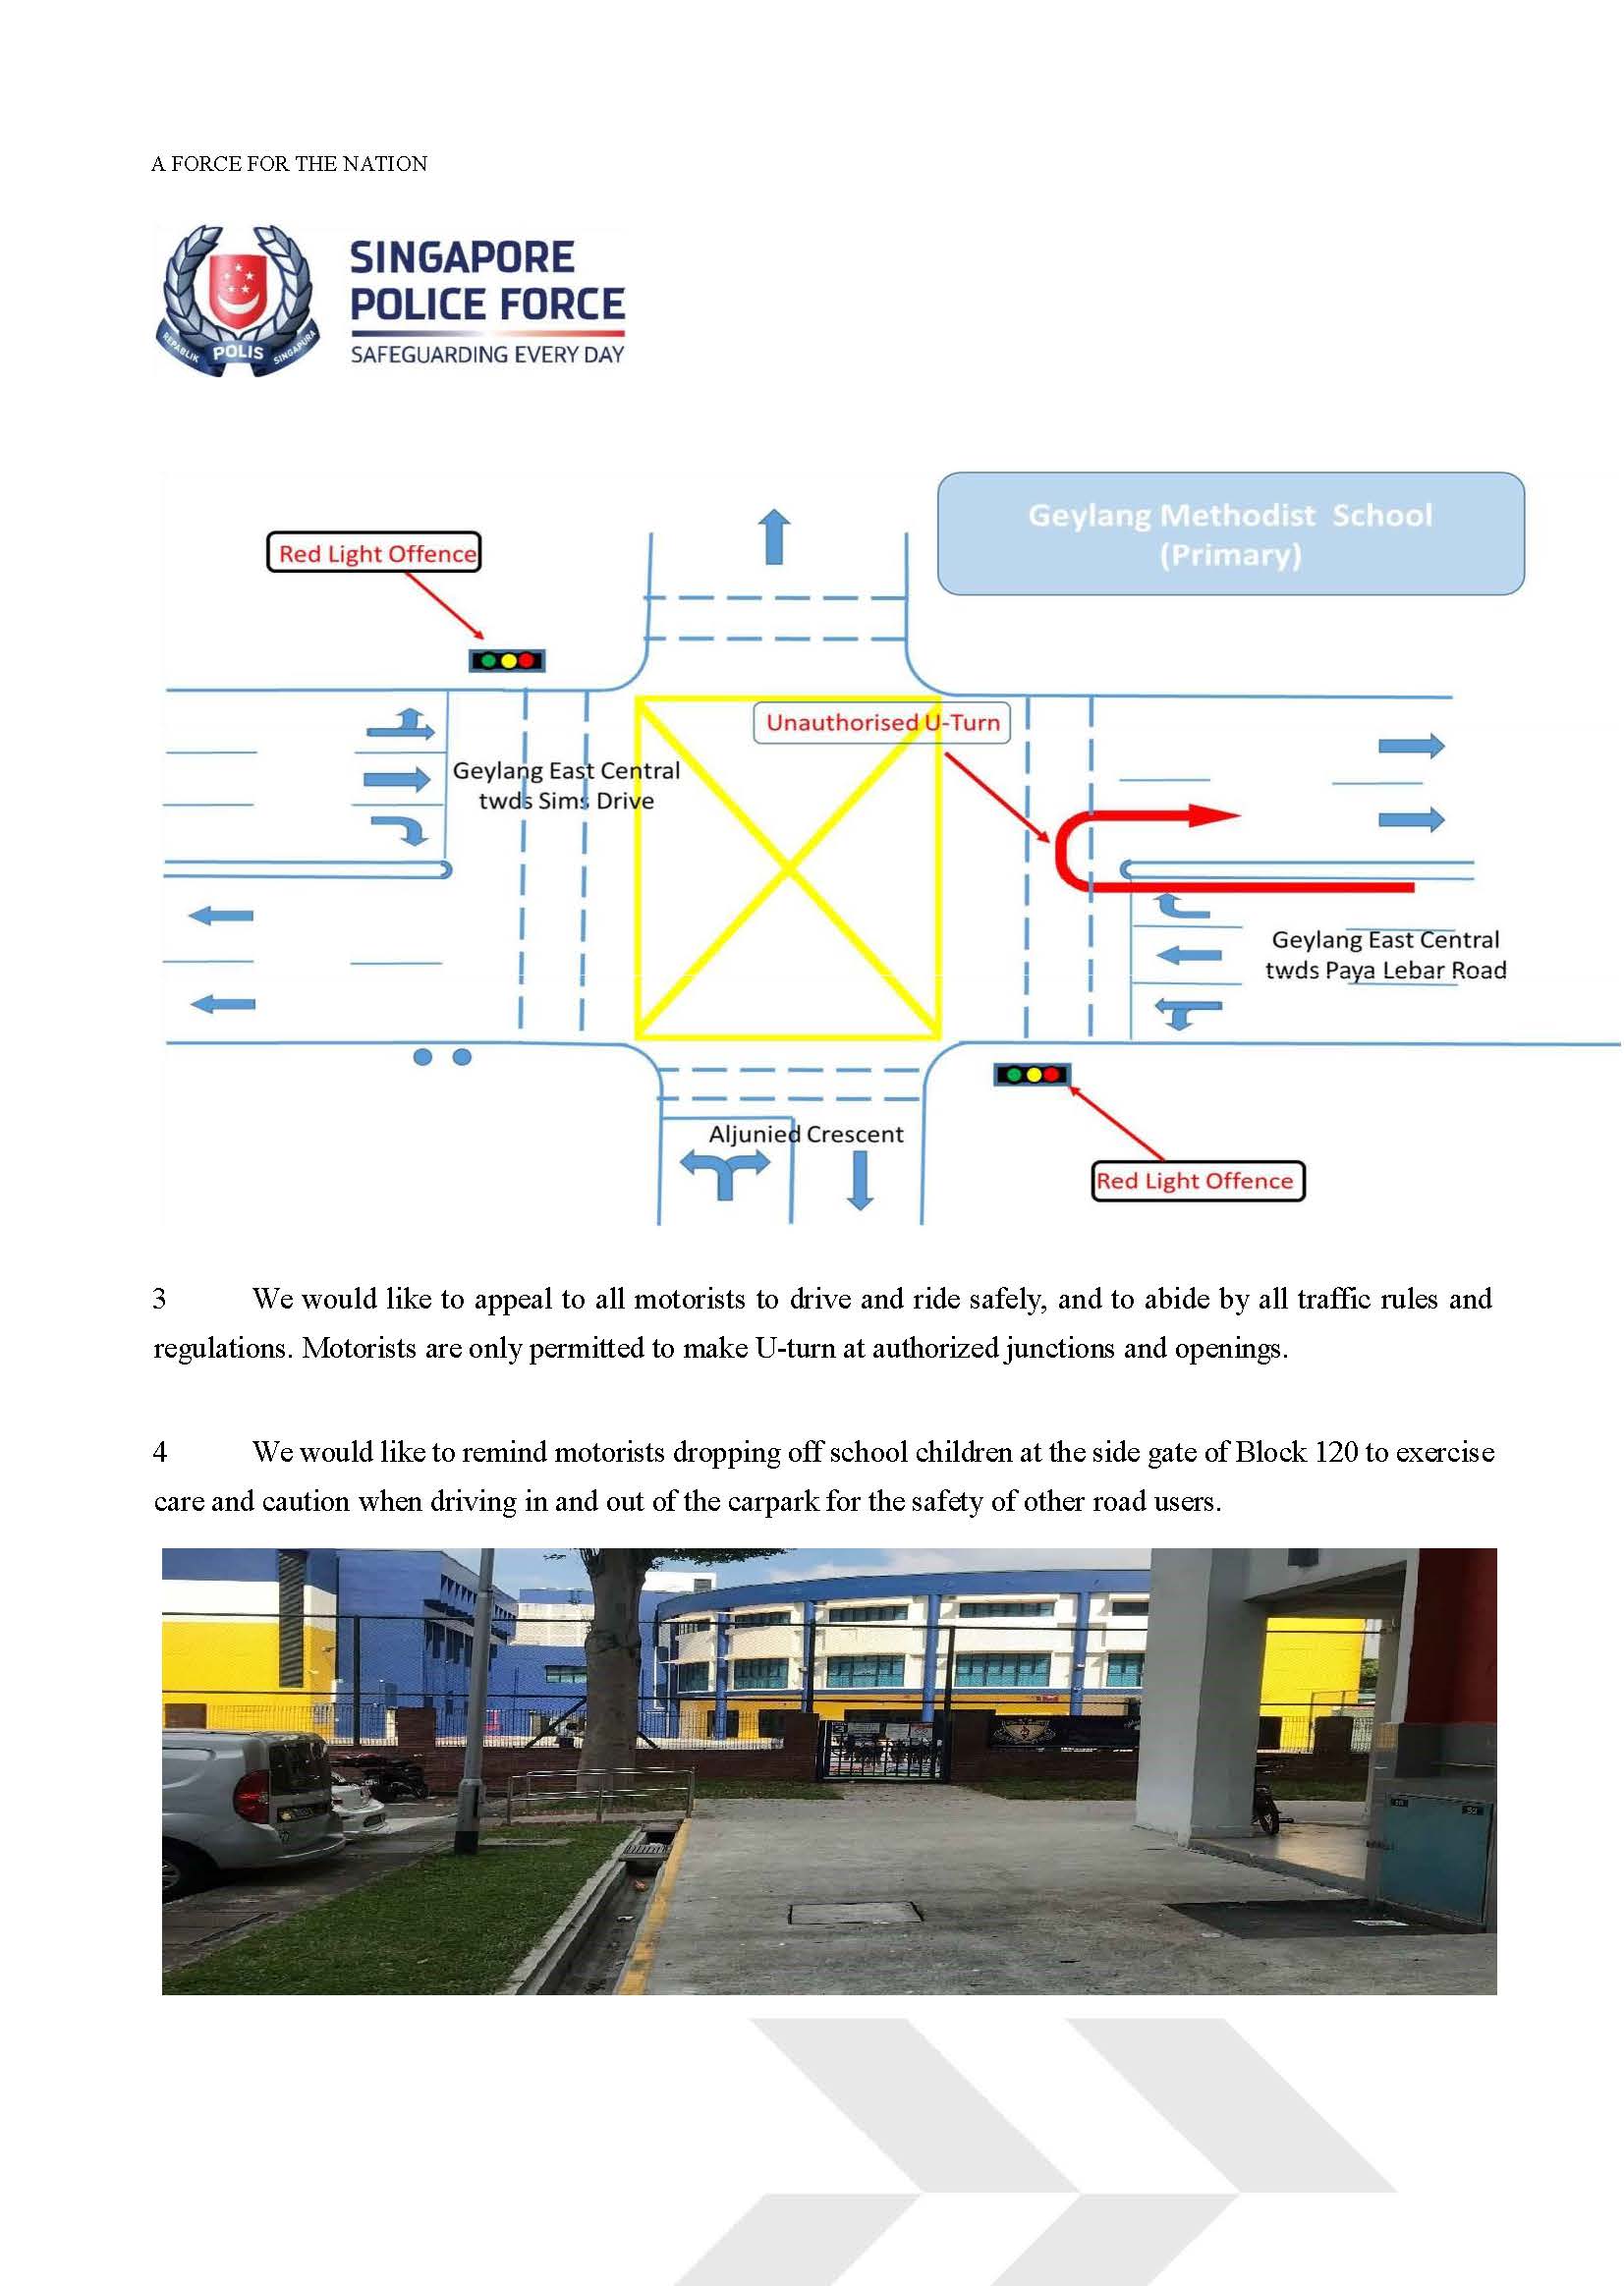 A FORCE FOR THE NATION
SINGAPORE
POLICE FORCE
SAFEGUARDING EVERY DAY
REPABLIK POLIS SINGAPURA
Geylang Methodist School
(Primary)
Red Light Offence
Unauthorised U-Turn
Geylang East Central
twds Sims Drive
Geylang East Central
twds Paya Lebar Road
Aljunied Crescent
Red Light Offence
3 We would like to appeal to all motorists to drive and ride safely, and to abide by all traffic rules and
regulations. Motorists are only permitted to make U-turn at authorized junctions and openings.
4 We would like to remind motorists dropping off school children at the side gate of Block 120 to exercise
care and caution when driving in and out of the carpark for the safety of other road users.